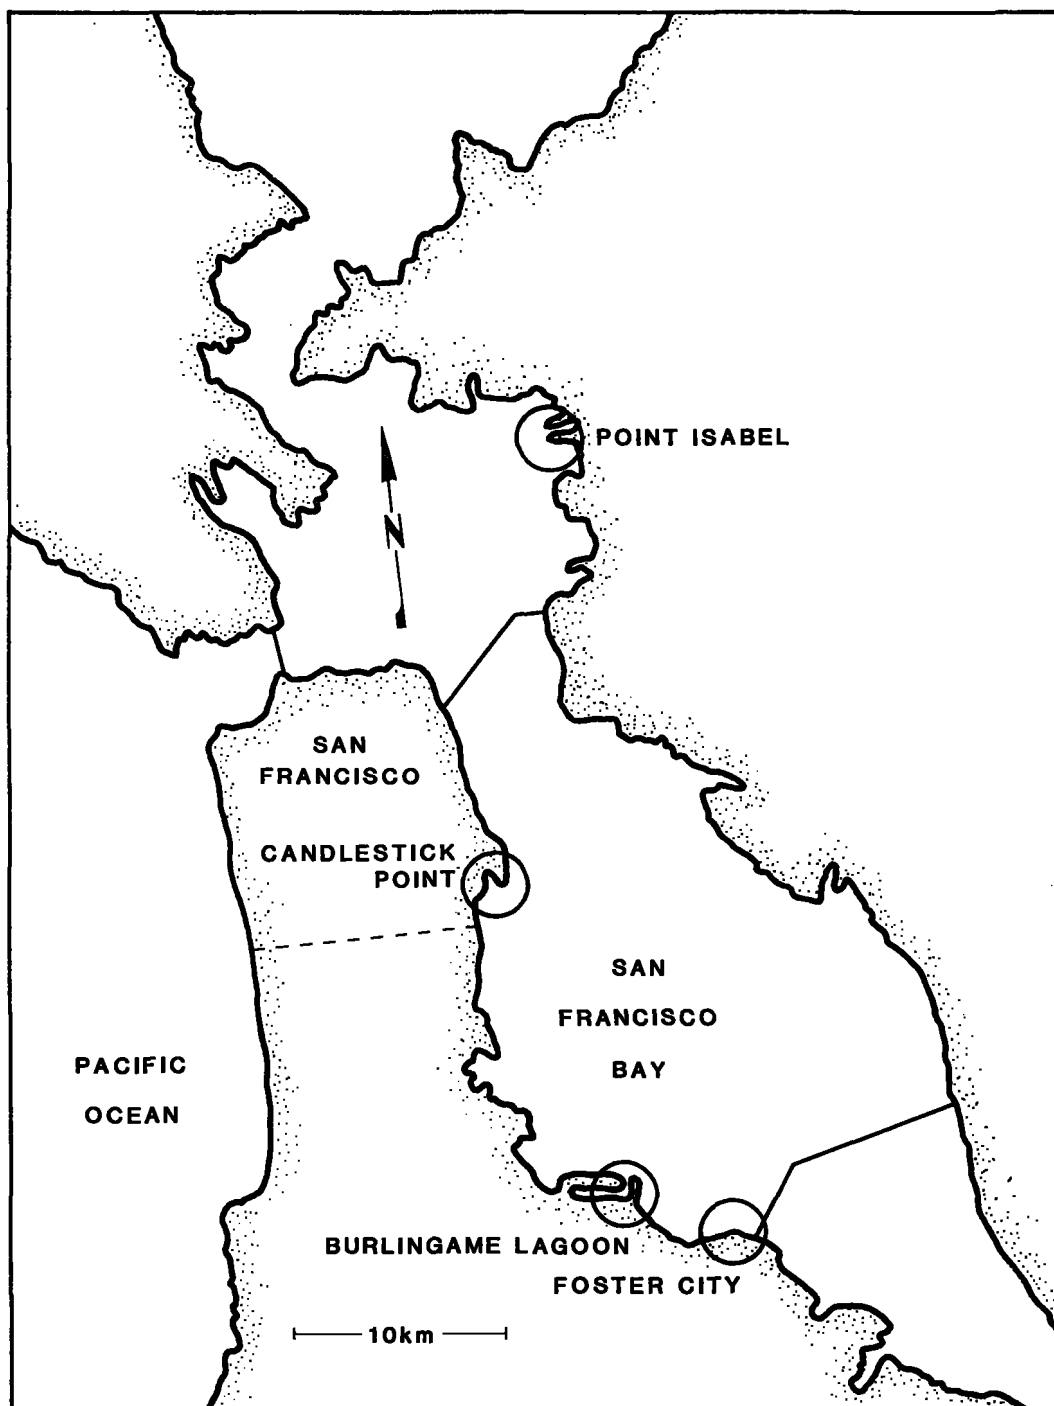 POINT ISABEL
N
SAN
FRANCISCO
CANDLESTICK
POINT
SAN
FRANCISCO
BAY
PACIFIC
OCEAN
BURLINGAME LAGOON
FOSTER CITY
10km